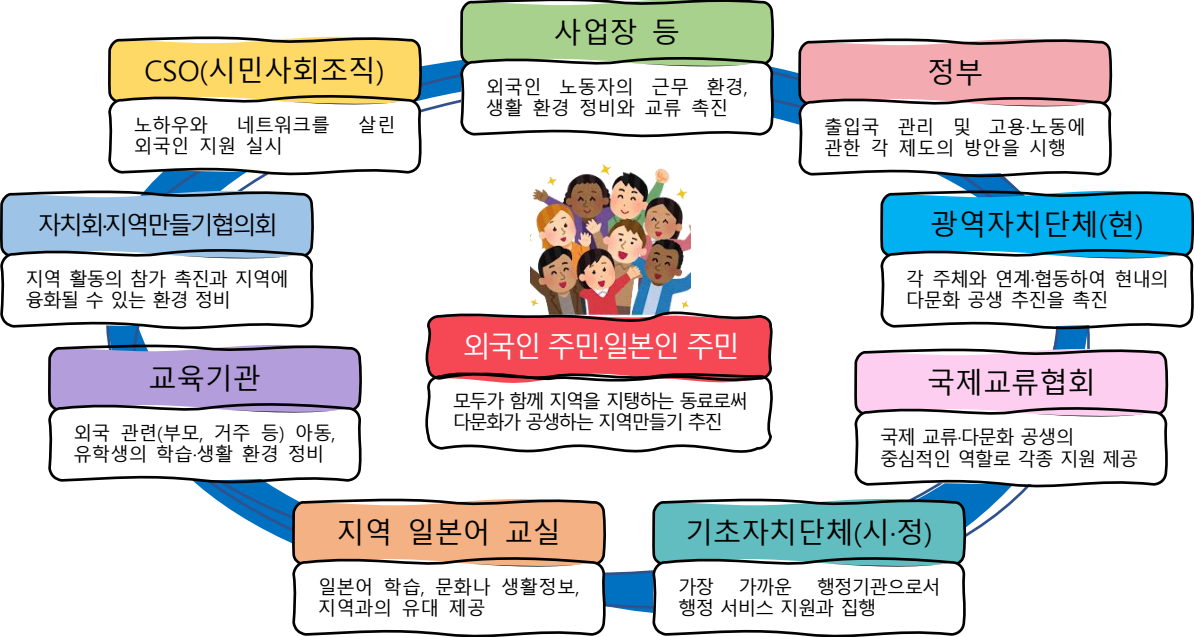 사업장 등
외국인 노동자의 근무 환경,
생활 환경 정비와 교류 촉진
CSO(시민사회조직)
노하우와 네트워크를 살린
외국인 지원 실시
정부
출입국 관리 및 고용·노동에
관한 각 제도의 방안을 시행
자치회·지역만들기협의회
지역 활동의 참가 촉진과 지역에
융화될 수 있는 환경 정비
광역자치단체(현)
각 주체와 연계·협동하여 현내의
다문화 공생 추진을 촉진
외국인 주민·일본인 주민
모두가 함께 지역을 지탱하는 동료로써
다문화가 공생하는 지역만들기 추진
교육기관
외국 관련(부모, 거주 등) 아동,
유학생의 학습·생활 환경 정비
국제교류협회
국제 교류·다문화 공생의
중심적인 역할로 각종 지원 제공
지역 일본어 교실
일본어 학습, 문화나 생활정보,
지역과의 유대 제공
기초자치단체(시·정)
가장 가까운 행정기관으로서
행정 서비스 지원과 집행